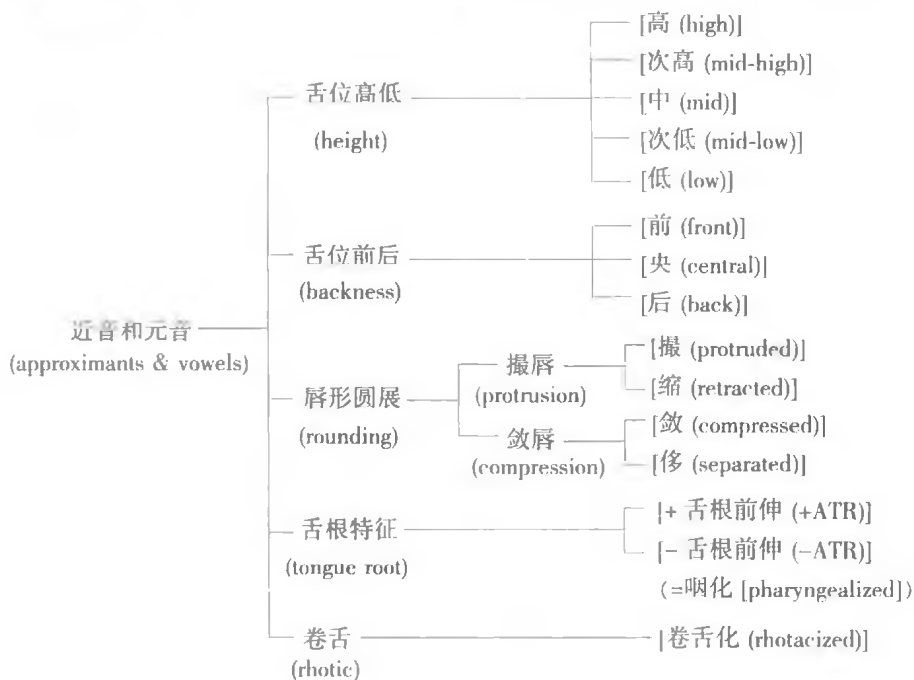 [高 (high)]
[次高 (mid-high)]
舌位高低
[中 (mid)]
(height)
[次低 (mid-low)]
[低 (low)]
[前 (front)]
舌位前后
[央 (central)]
(backness)
[后 (back)]
近音和元音
(approximants & vowels)
[撮 (protruded)]
撮唇
(protrusion)
[缩 (retracted)]
唇形圆展
(rounding)
[敛 (compressed)]
敛唇
(compression)
[侈 (separated)]
[+ 舌根前伸 (+ATR)]
舌根特征
[− 舌根前伸 (−ATR)]
(tongue root)
(=咽化 [pharyngealized])
卷舌
[卷舌化 (rhotacized)]
(rhotic)